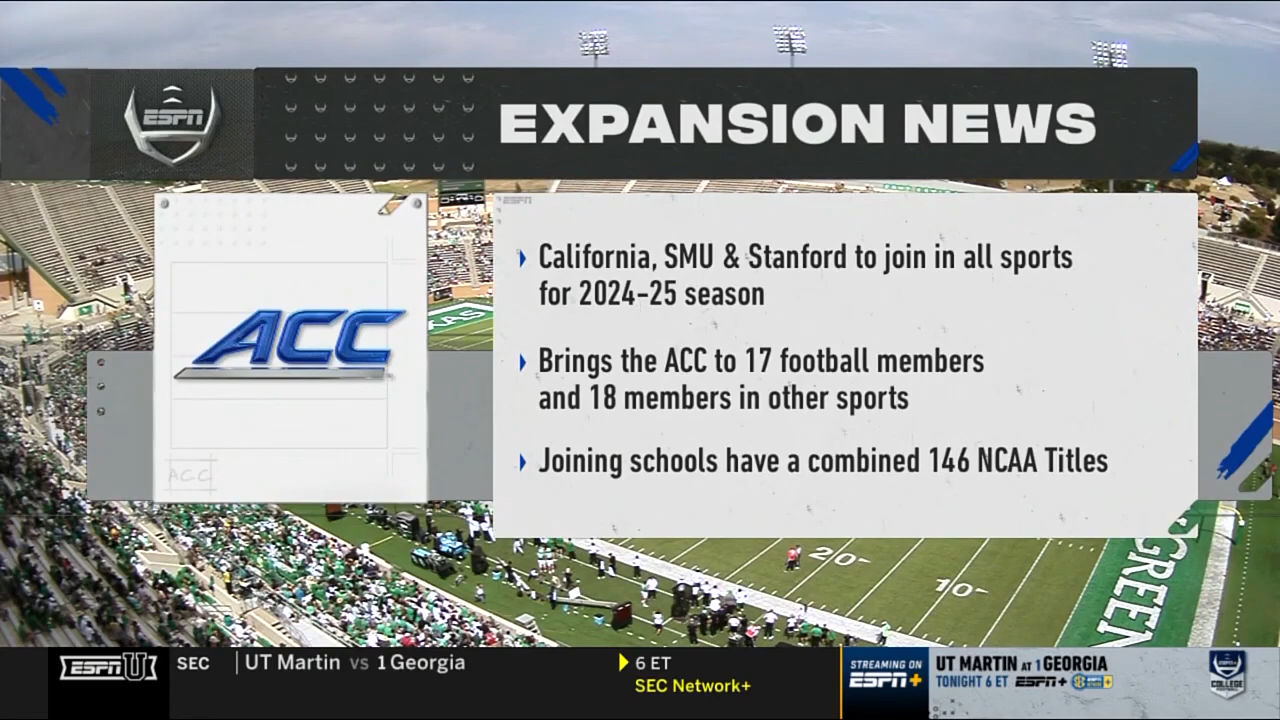 ESPN
EXPANSION NEWS
ESPN
California, SMU & Stanford to join in all sports
for 2024-25 season
ACC
Brings the ACC to 17 football members
and 18 members in other sports
Joining schools have a combined 146 NCAA Titles
ACC
20
10
GREEN
ESPNU
SEC
UT Martin vs 1 Georgia
6 ET
SEC Network+
STREAMING ON
ESPN+
UT MARTIN AT 1 GEORGIA
TONIGHT 6 ET ESPN+
COLLEGE